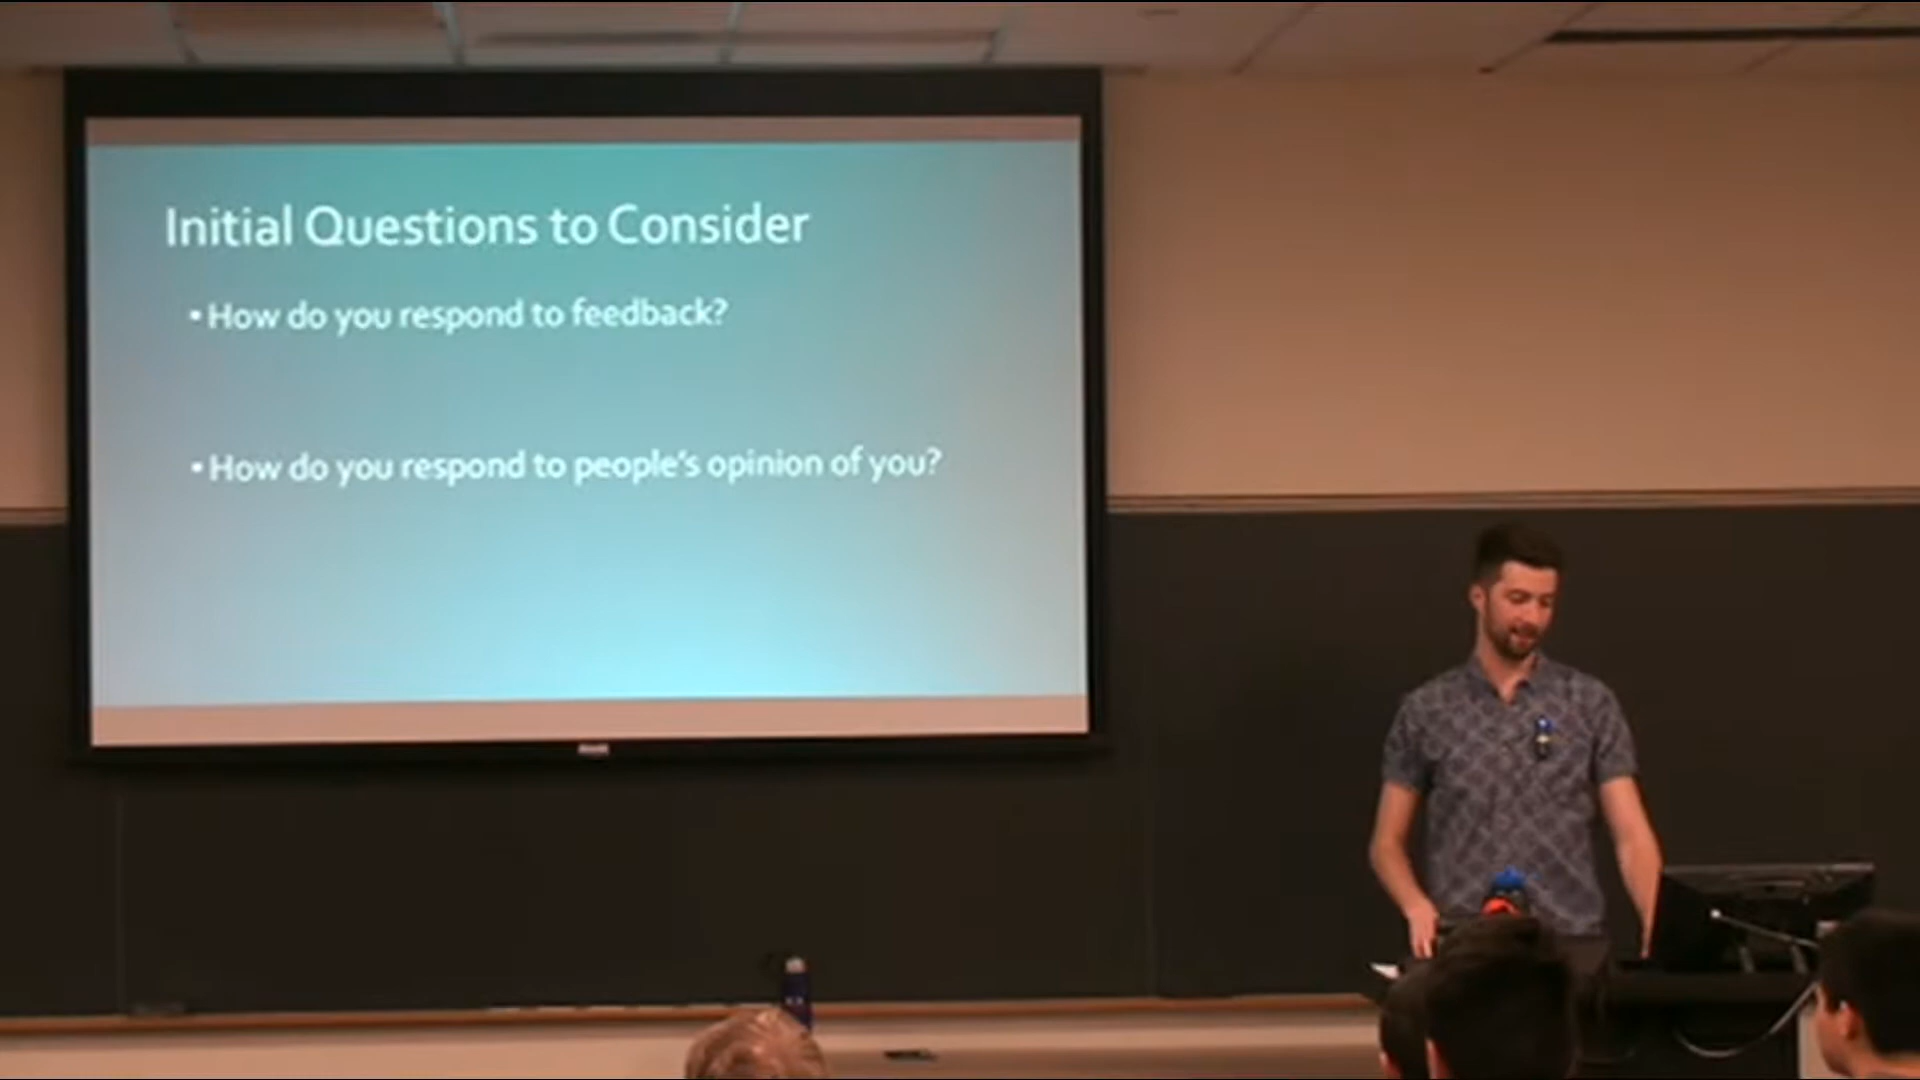 Initial Questions to Consider
• How do you respond to feedback?
• How do you respond to people's opinion of you?